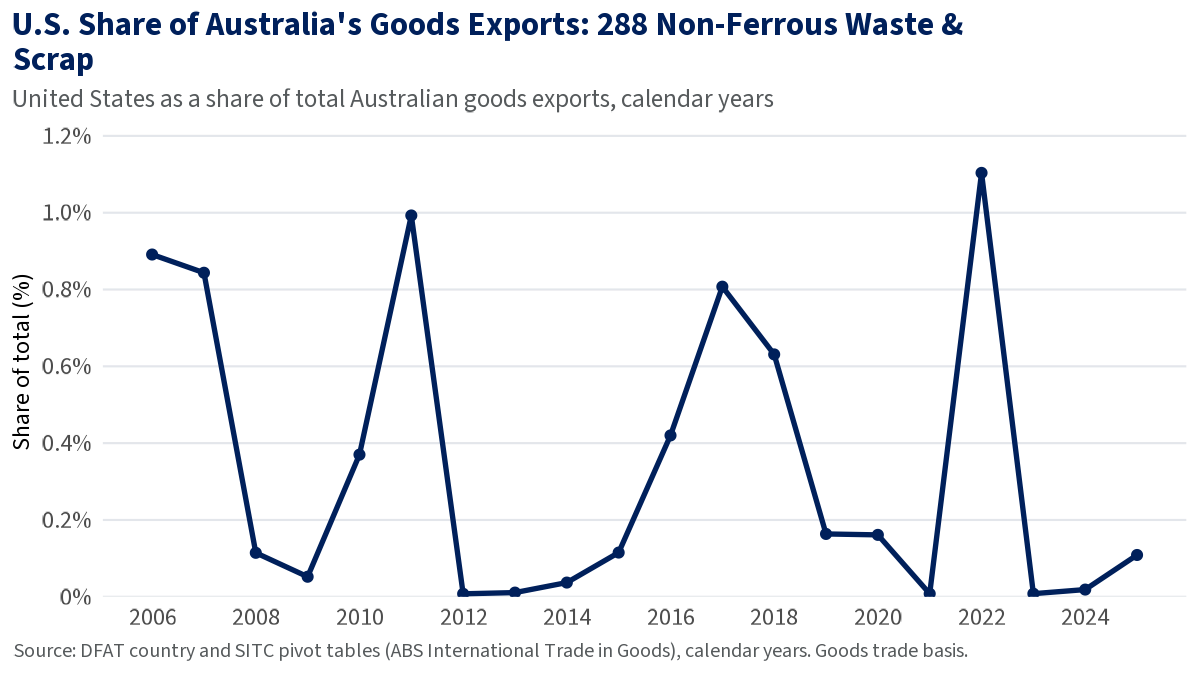 U.S. Share of Australia's Goods Exports: 288 Non-Ferrous Waste &
Scrap
United States as a share of total Australian goods exports, calendar years
Share of total (%)
1.2%
1.0%
0.8%
0.6%
0.4%
0.2%
0%
2006 2008 2010 2012 2014 2016 2018 2020 2022 2024
Source: DFAT country and SITC pivot tables (ABS International Trade in Goods), calendar years. Goods trade basis.